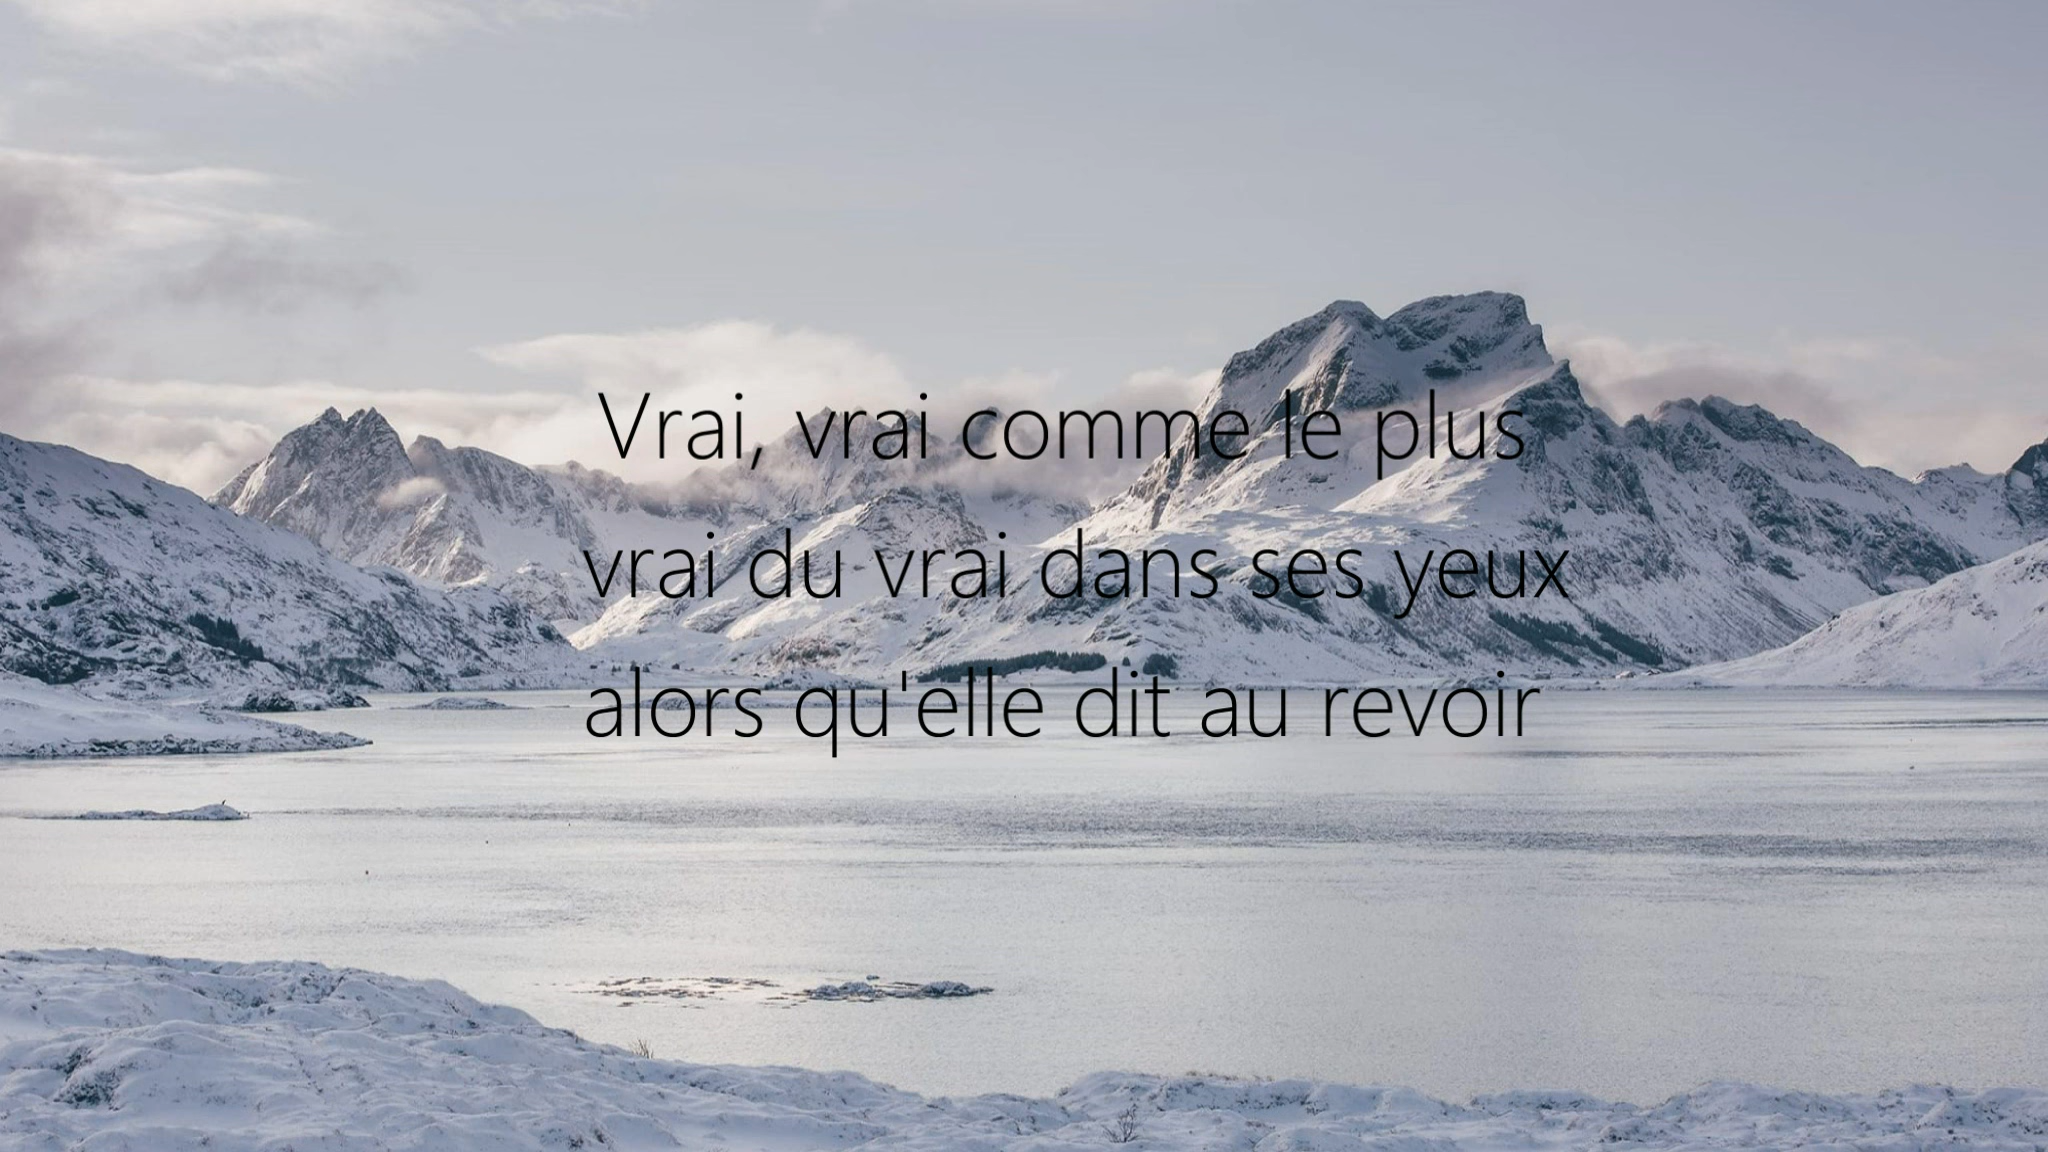 Vrai, vrai comme le plus
vrai du vrai dans ses yeux
alors qu'elle dit au revoir